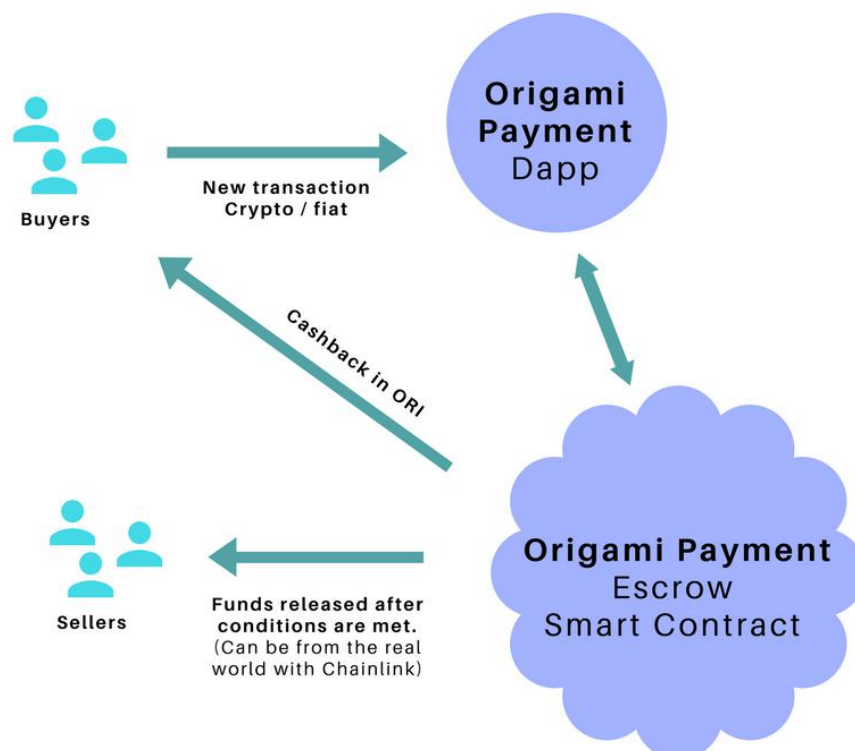 Origami
Payment
Dapp
New transaction
Crypto / fiat
Buyers
Cashback in ORI
Origami Payment
Escrow
Smart Contract
Sellers
Funds released after
conditions are met.
(Can be from the real
world with Chainlink)